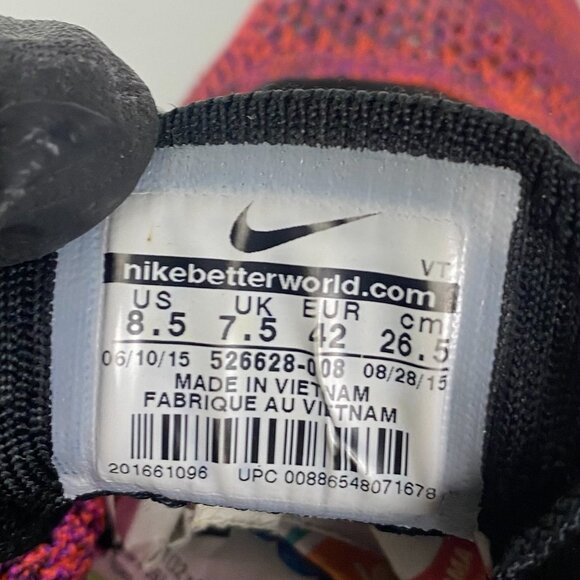 VT
nikebetterworld.com
US UK EUR cm
8.5 7.5 42 26.5
06/10/15 526628-008 08/28/15
MADE IN VIETNAM
FABRIQUE AU VIETNAM
201661096 UPC 00886548071678